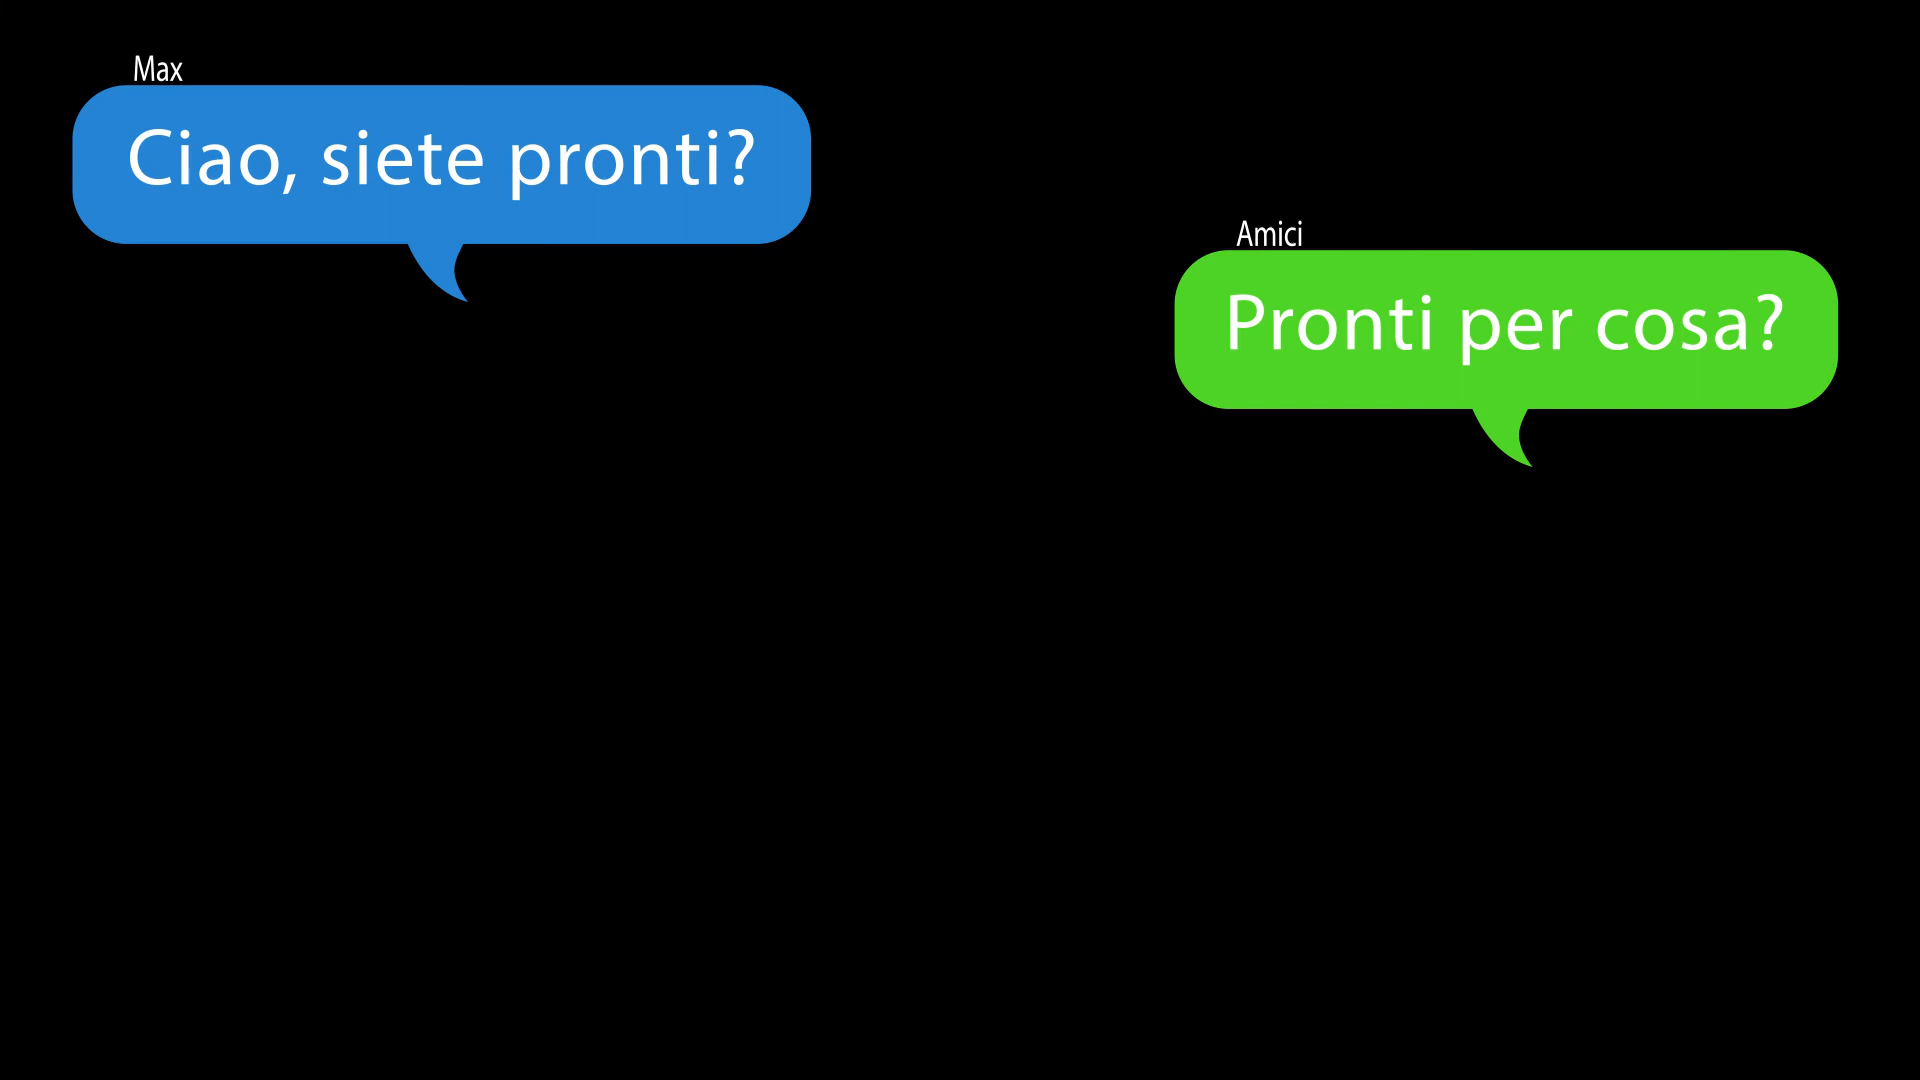 Max
Ciao, siete pronti?
Amici
Pronti per cosa?